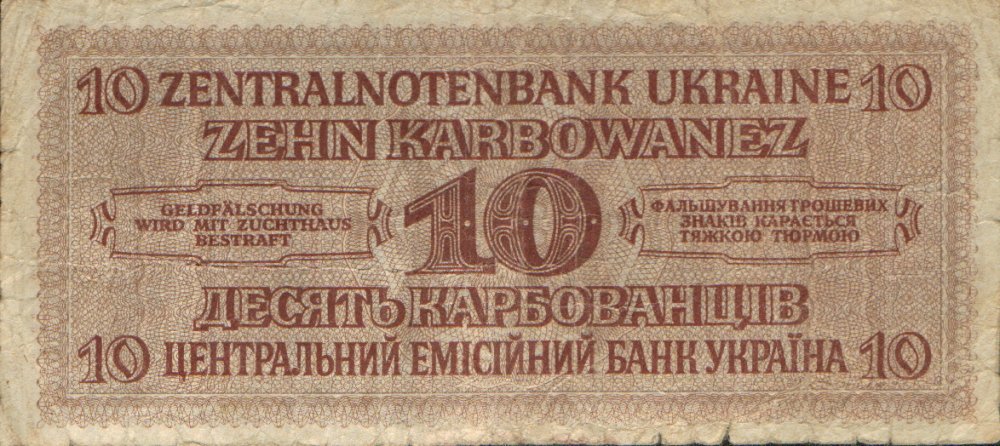 10 ZENTRALNOTENBANK UKRAINE 10
ZEHN KARBOWANEZ
GELDFÄLSCHUNG
WIRD MIT ZUCHTHAUS
BESTRAFT
10
ФАЛЬШУВАННЯ ГРОШЕВИХ
ЗНАКІВ КАРАЄТЬСЯ
ТЯЖКОЮ ТЮРМОЮ
ДЕСЯТЬ КАРБОВАНЦІВ
10 ЦЕНТРАЛЬНИЙ ЕМІСІЙНИЙ БАНК УКРАЇНА 10